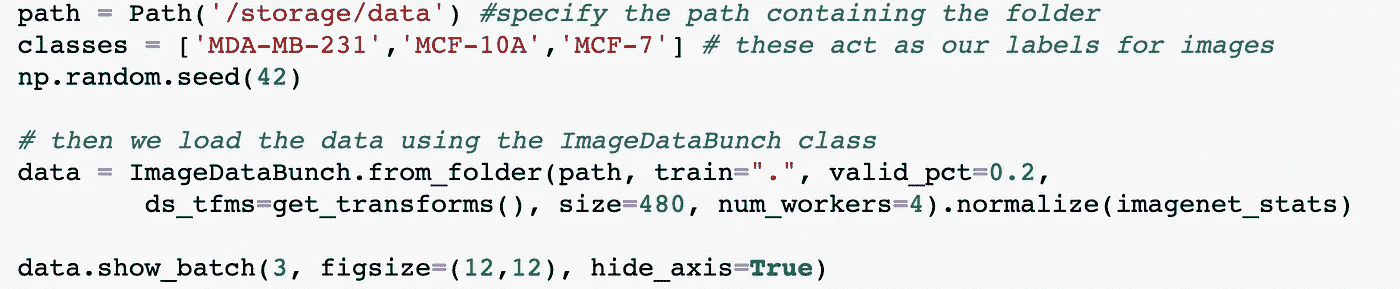 path = Path('/storage/data') #specify the path containing the folder
classes = ['MDA-MB-231','MCF-10A','MCF-7'] # these act as our labels for images
np.random.seed(42)
# then we load the data using the ImageDataBunch class
data = ImageDataBunch.from_folder(path, train=".", valid_pct=0.2,
        ds_tfms=get_transforms(), size=480, num_workers=4).normalize(imagenet_stats)
data.show_batch(3, figsize=(12,12), hide_axis=True)